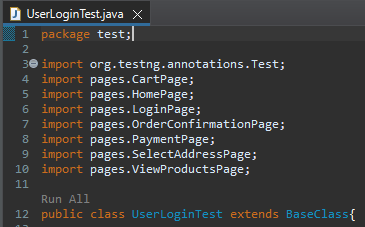 UserLoginTest.java
1 package test;
2
3 import org.testng.annotations.Test;
4 import pages.CartPage;
5 import pages.HomePage;
6 import pages.LoginPage;
7 import pages.OrderConfirmationPage;
8 import pages.PaymentPage;
9 import pages.SelectAddressPage;
10 import pages.ViewProductsPage;
11
Run All
12 public class UserLoginTest extends BaseClass{